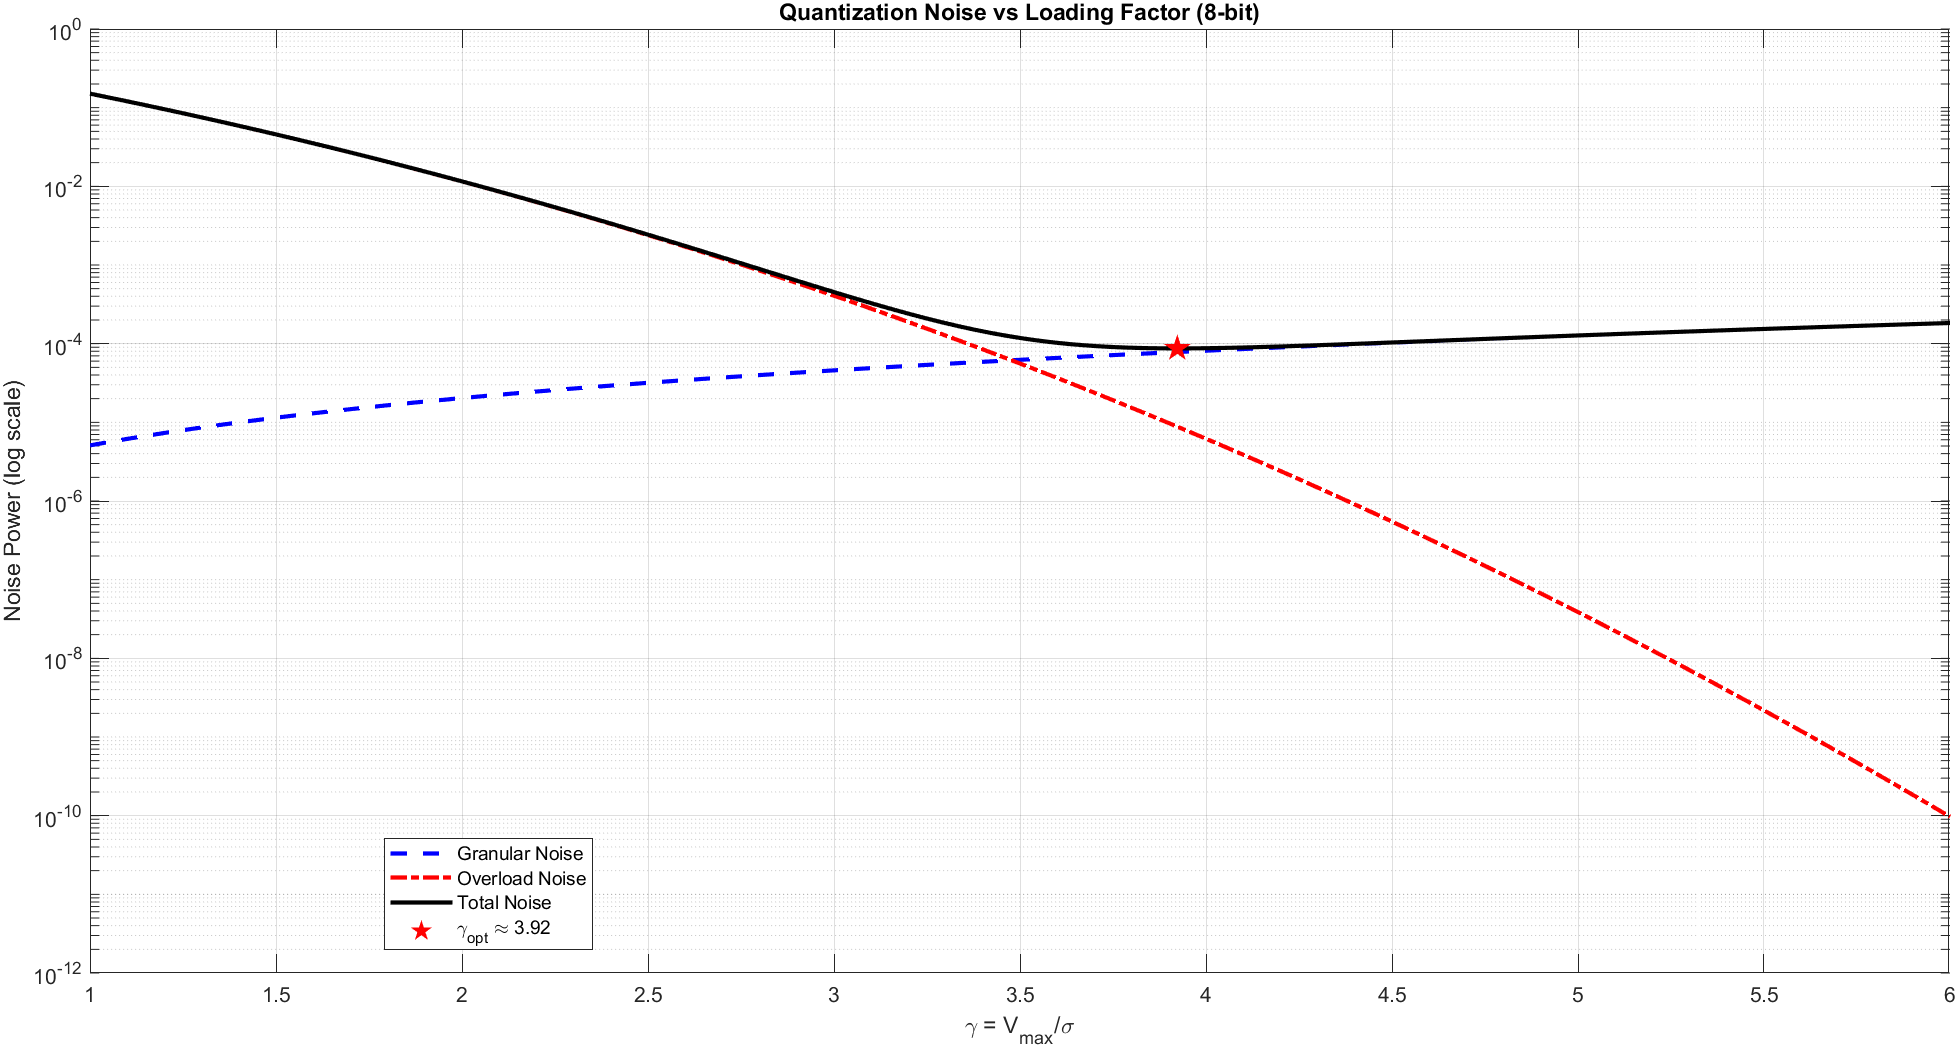 Quantization Noise vs Loading Factor (8-bit)
Noise Power (log scale)
10^0
10^-2
10^-4
10^-6
10^-8
10^-10
10^-12
Granular Noise
Overload Noise
Total Noise
γ_opt ≈ 3.92
1 1.5 2 2.5 3 3.5 4 4.5 5 5.5 6
γ = V_max/σ